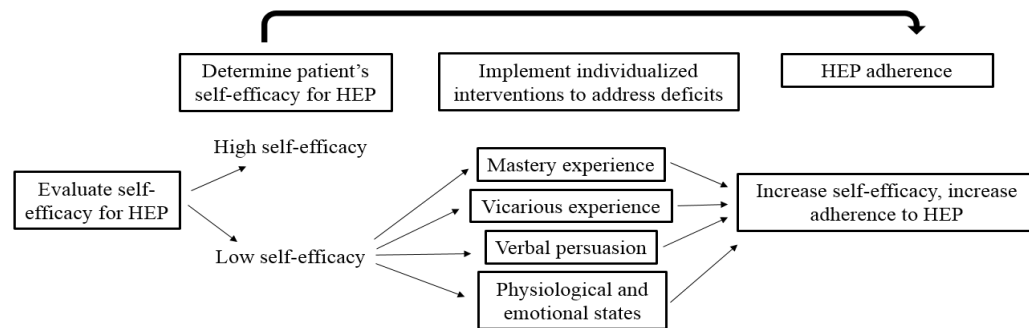 Determine patient's
self-efficacy for HEP
Implement individualized
interventions to address deficits
HEP adherence
High self-efficacy
Evaluate self-
efficacy for HEP
Low self-efficacy
Mastery experience
Vicarious experience
Verbal persuasion
Physiological and
emotional states
Increase self-efficacy, increase
adherence to HEP